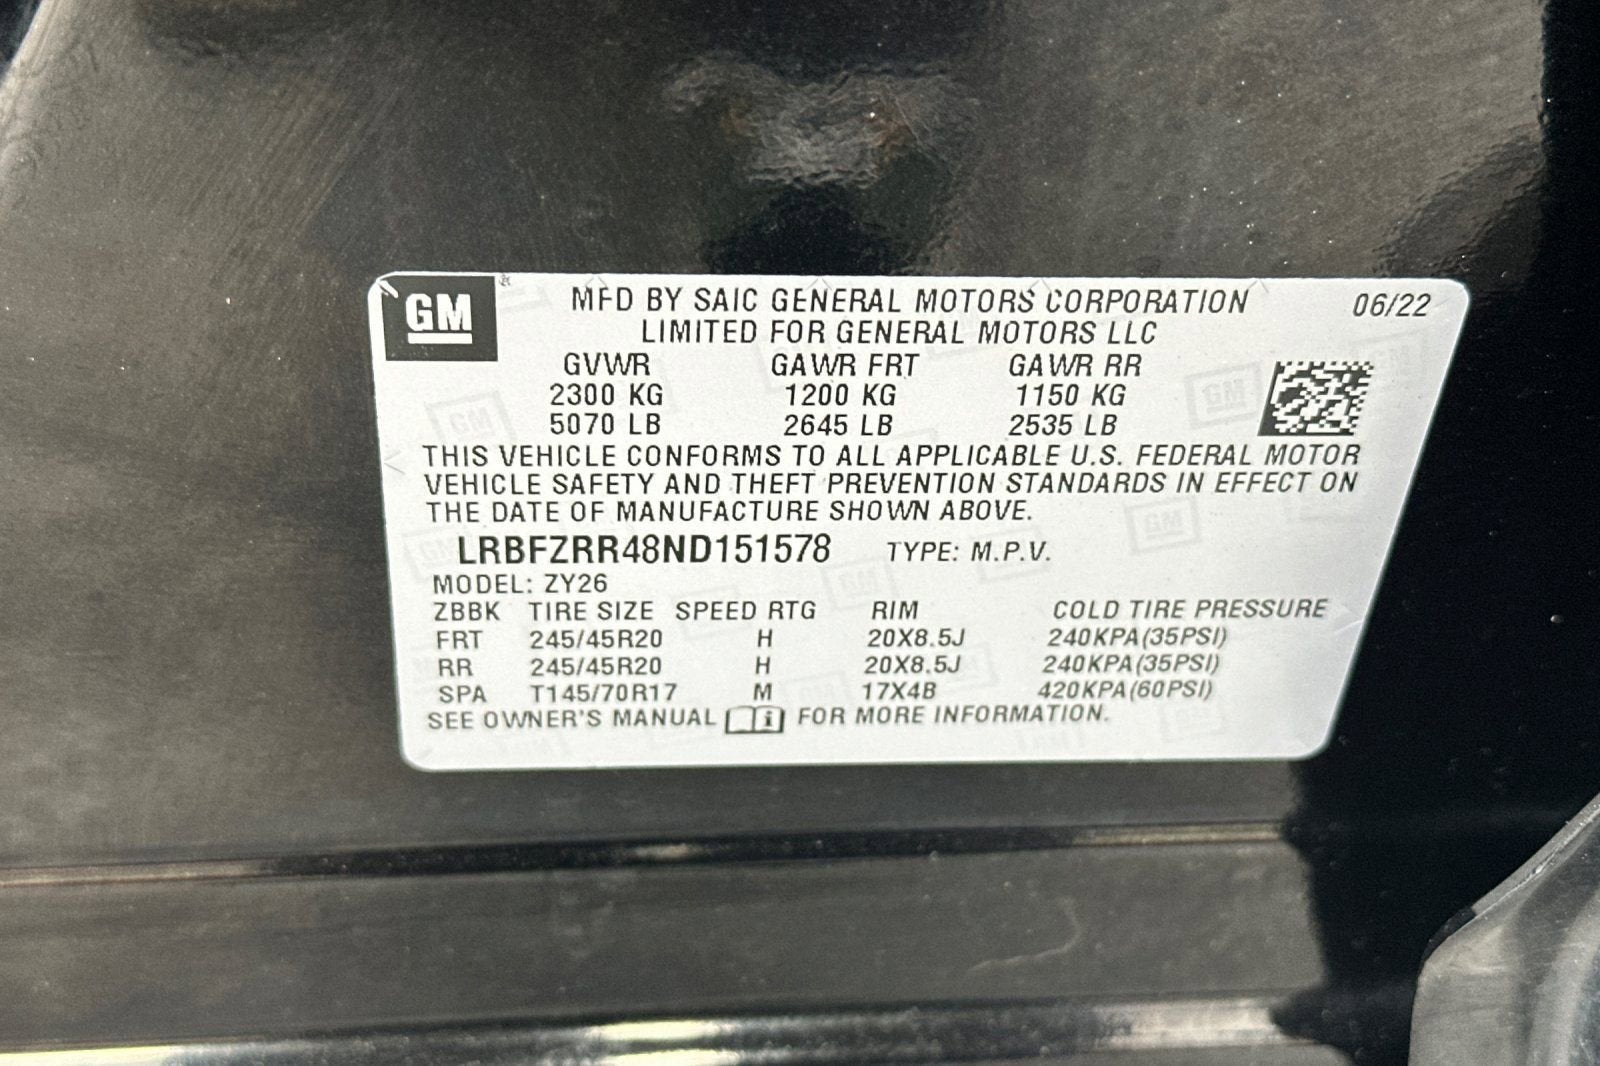 GM
MFD BY SAIC GENERAL MOTORS CORPORATION 06/22
LIMITED FOR GENERAL MOTORS LLC
GVWR GAWR FRT GAWR RR
2300 KG 1200 KG 1150 KG
5070 LB 2645 LB 2535 LB
THIS VEHICLE CONFORMS TO ALL APPLICABLE U.S. FEDERAL MOTOR
VEHICLE SAFETY AND THEFT PREVENTION STANDARDS IN EFFECT ON
THE DATE OF MANUFACTURE SHOWN ABOVE.
LRBFZRR48ND151578 TYPE: M.P.V.
MODEL: ZY26
ZBBK TIRE SIZE SPEED RTG RIM COLD TIRE PRESSURE
FRT 245/45R20 H 20X8.5J 240KPA(35PSI)
RR 245/45R20 H 20X8.5J 240KPA(35PSI)
SPA T145/70R17 M 17X4B 420KPA(60PSI)
SEE OWNER'S MANUAL i FOR MORE INFORMATION.